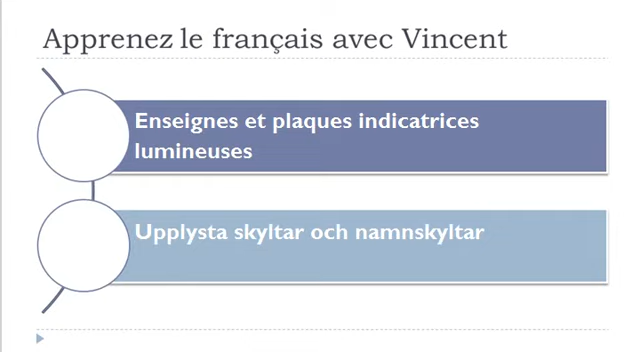 Apprenez le français avec Vincent
Enseignes et plaques indicatrices
lumineuses
Upplysta skyltar och namnskyltar